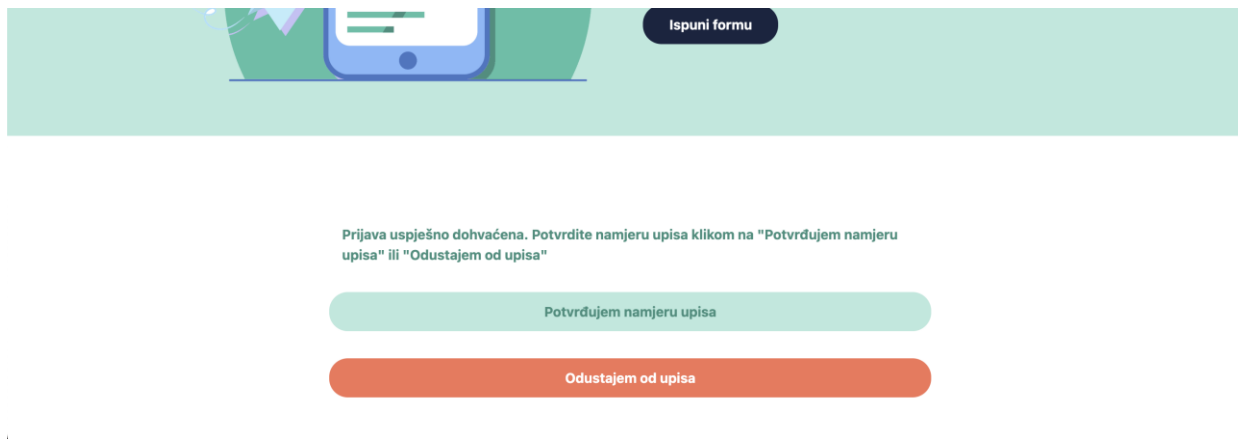 Ispuni formu
Prijava uspješno dohvaćena. Potvrdite namjeru upisa klikom na "Potvrđujem namjeru
upisa" ili "Odustajem od upisa"
Potvrđujem namjeru upisa
Odustajem od upisa